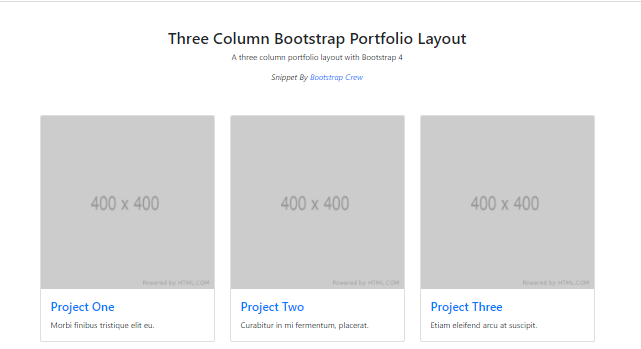 Three Column Bootstrap Portfolio Layout
A three column portfolio layout with Bootstrap 4
Snippet By Bootstrap Crew
400 x 400
400 x 400
400 x 400
Powered by HTML.COM
Powered by HTML.COM
Powered by HTML.COM
Project One
Project Two
Project Three
Morbi finibus tristique elit eu.
Curabitur in mi fermentum, placerat.
Etiam eleifend arcu at suscipit.